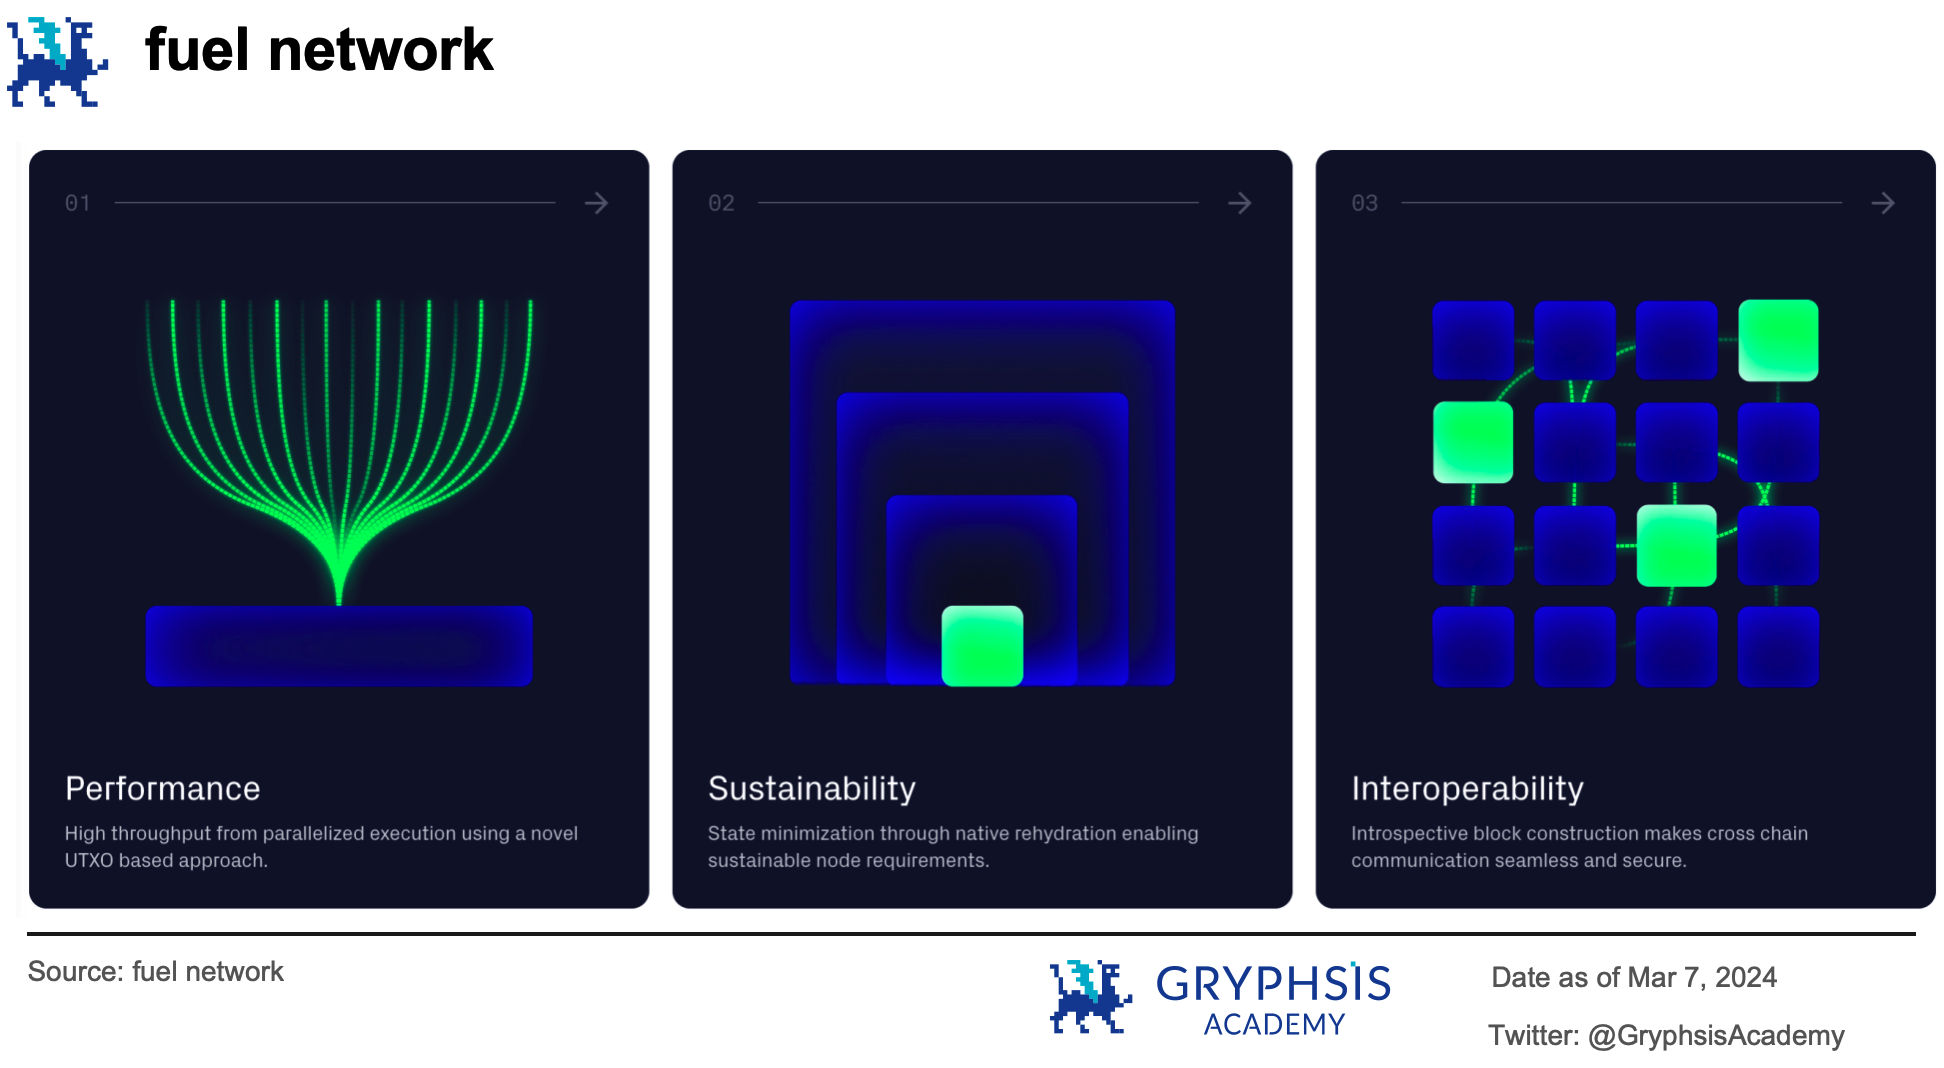 fuel network
01
02
03
Performance
High throughput from parallelized execution using a novel
UTXO based approach.
Sustainability
State minimization through native rehydration enabling
sustainable node requirements.
Interoperability
Introspective block construction makes cross chain
communication seamless and secure.
Source: fuel network
GRYPHSIS
ACADEMY
Date as of Mar 7, 2024
Twitter: @GryphsisAcademy